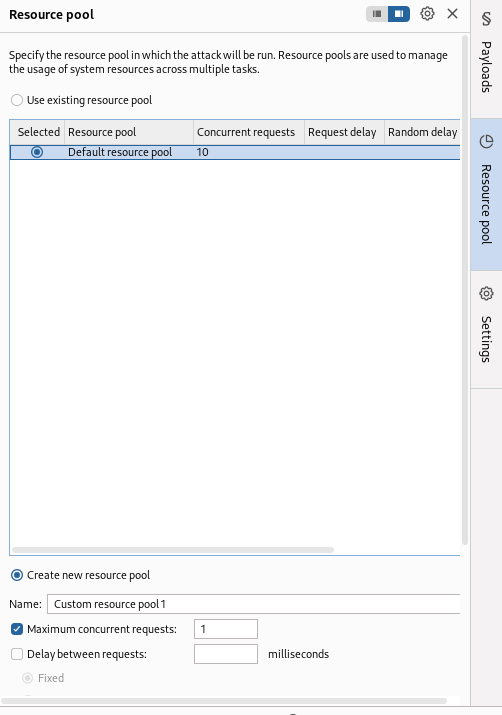 Resource pool
Specify the resource pool in which the attack will be run. Resource pools are used to manage
the usage of system resources across multiple tasks.
Use existing resource pool
Selected Resource pool Concurrent requests Request delay Random delay
Default resource pool 10
Create new resource pool
Name: Custom resource pool 1
Maximum concurrent requests: 1
Delay between requests: milliseconds
Fixed
Payloads
Resource pool
Settings